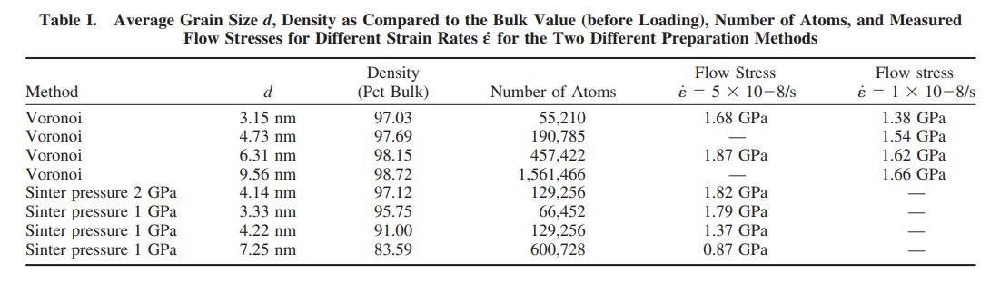 Table I. Average Grain Size d, Density as Compared to the Bulk Value (before Loading), Number of Atoms, and Measured
Flow Stresses for Different Strain Rates ε̇ for the Two Different Preparation Methods
Density Flow Stress Flow stress
Method d (Pct Bulk) Number of Atoms ε̇ = 5 × 10−8/s ε̇ = 1 × 10−8/s
Voronoi 3.15 nm 97.03 55,210 1.68 GPa 1.38 GPa
Voronoi 4.73 nm 97.69 190,785 — 1.54 GPa
Voronoi 6.31 nm 98.15 457,422 1.87 GPa 1.62 GPa
Voronoi 9.56 nm 98.72 1,561,466 — 1.66 GPa
Sinter pressure 2 GPa 4.14 nm 97.12 129,256 1.82 GPa —
Sinter pressure 1 GPa 3.33 nm 95.75 66,452 1.79 GPa —
Sinter pressure 1 GPa 4.22 nm 91.00 129,256 1.37 GPa —
Sinter pressure 1 GPa 7.25 nm 83.59 600,728 0.87 GPa —